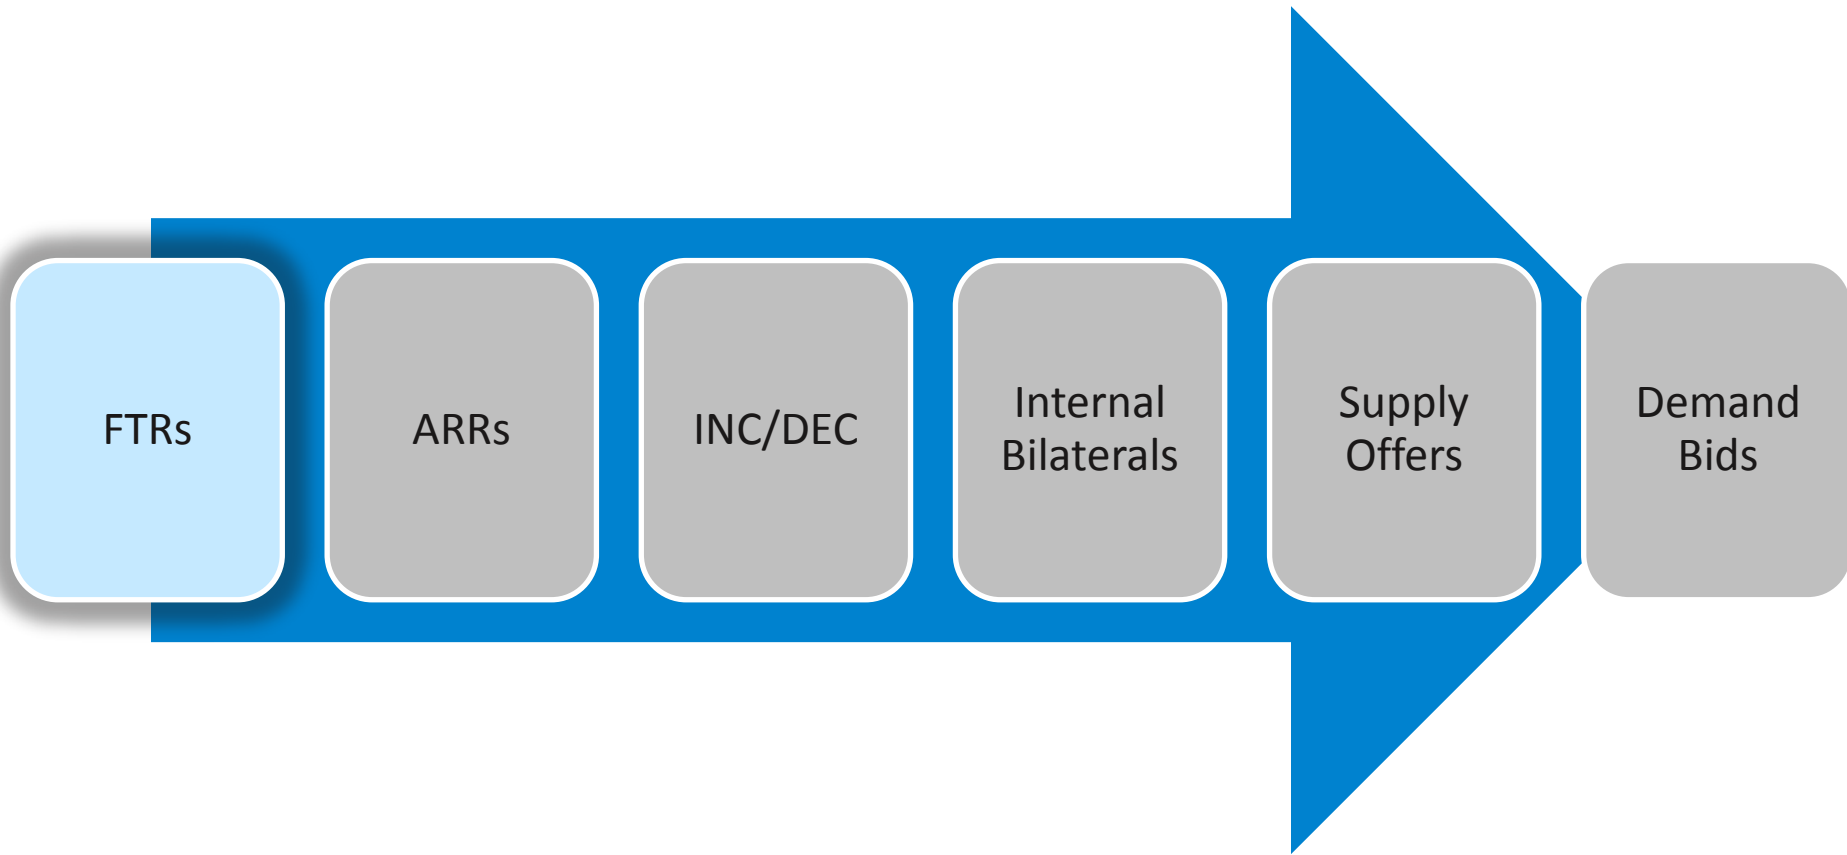 FTRs
ARRs
INC/DEC
Internal
Bilaterals
Supply
Offers
Demand
Bids